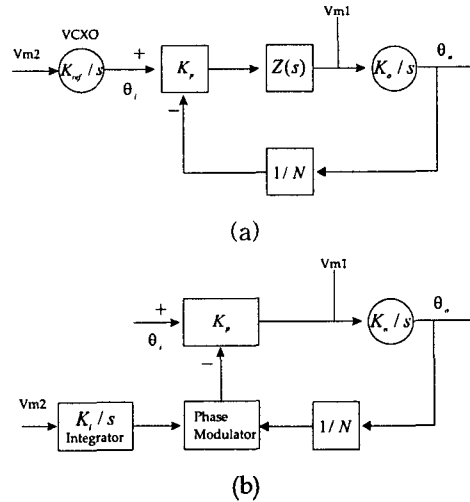 VCXO
Vm2
K_ref / s
+
θ_i
K_p
−
Z(s)
Vm1
K_o / s
θ_o
1/ N
(a)
Vm1
+
θ_i
K_p
−
K_o / s
θ_o
Vm2
K_i / s
Integrator
Phase
Modulator
1/ N
(b)